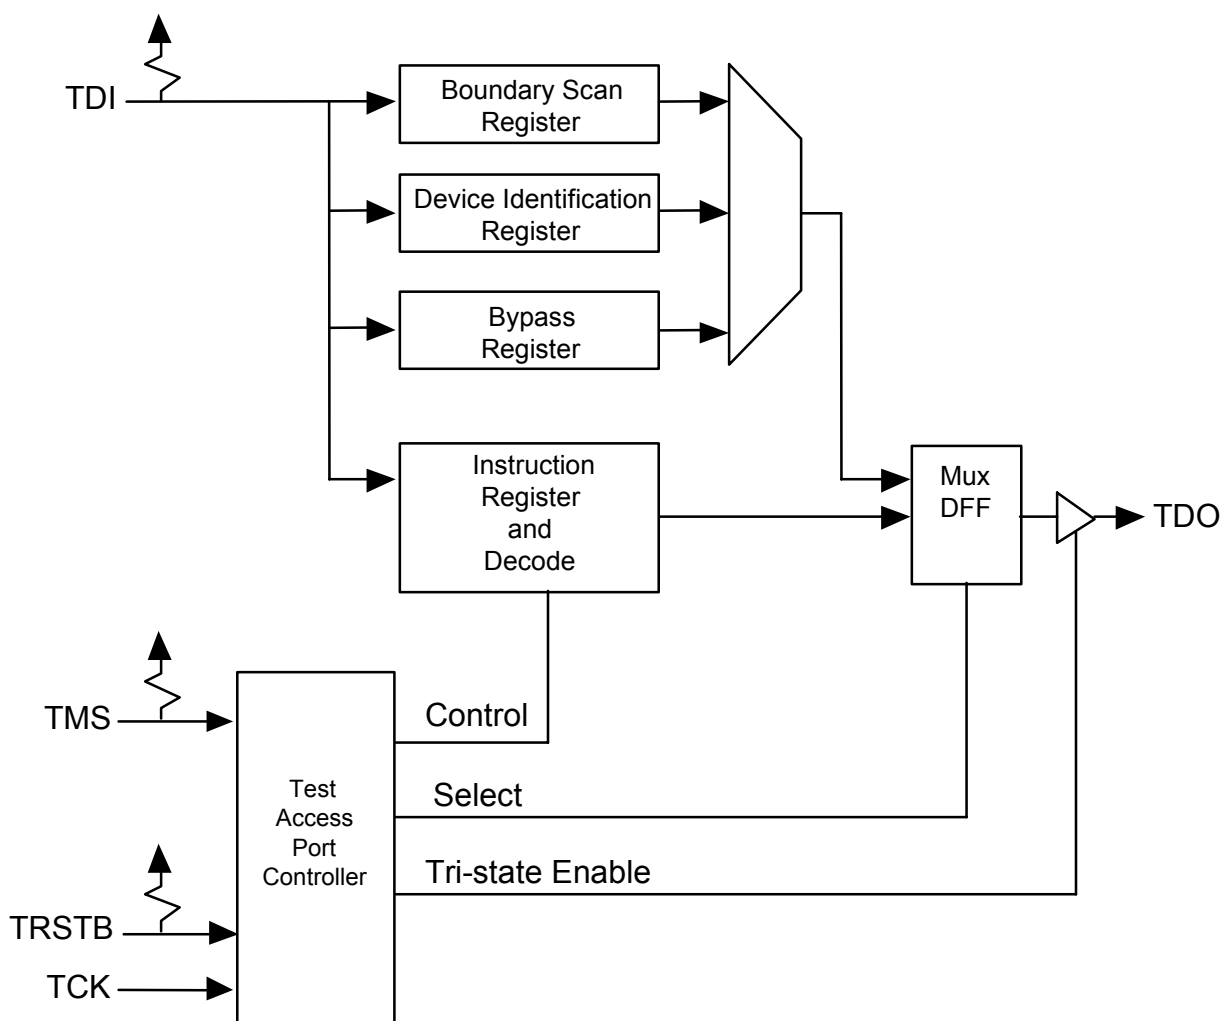 TDI
Boundary Scan
Register
Device Identification
Register
Bypass
Register
Instruction
Register
and
Decode
Mux
DFF
TDO
TMS
Control
Test
Access
Port
Controller
Select
Tri-state Enable
TRSTB
TCK